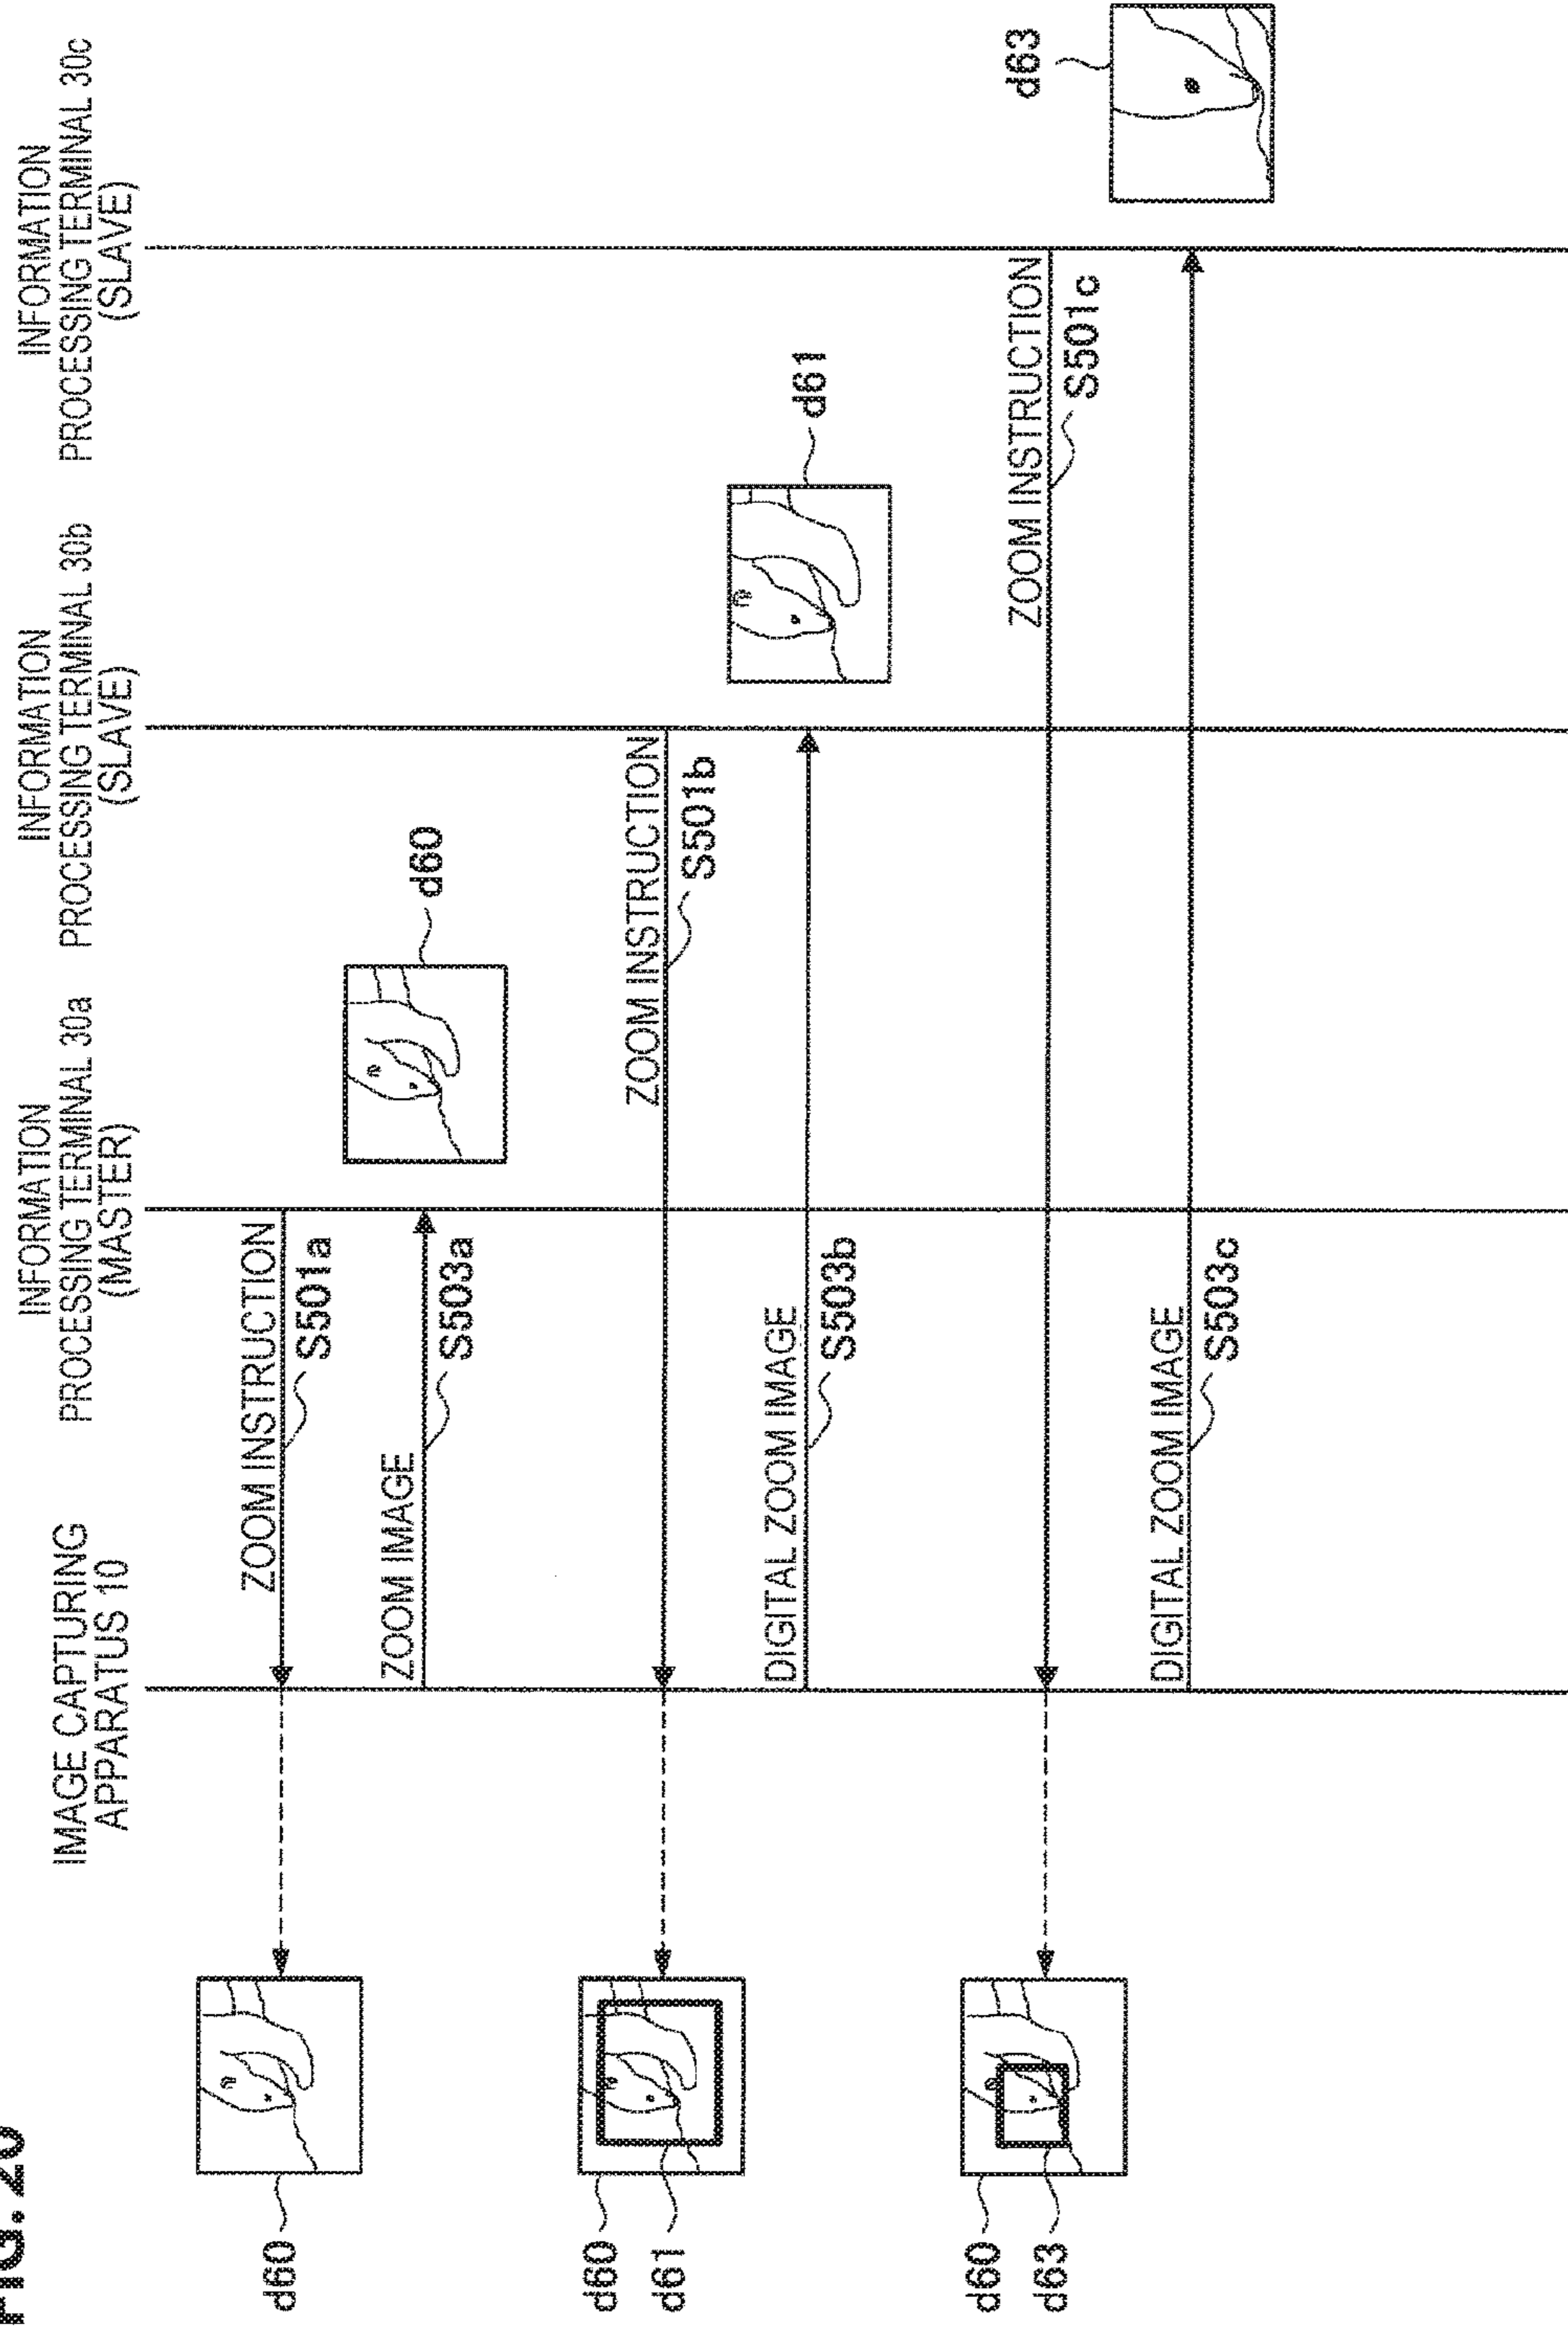 FIG. 20
IMAGE CAPTURING
APPARATUS 10
INFORMATION
PROCESSING TERMINAL 30a
(MASTER)
INFORMATION
PROCESSING TERMINAL 30b
(SLAVE)
INFORMATION
PROCESSING TERMINAL 30c
(SLAVE)
d60
ZOOM INSTRUCTION
S501a
ZOOM IMAGE
S503a
d60
d60
d61
ZOOM INSTRUCTION
S501b
DIGITAL ZOOM IMAGE
S503b
d61
d60
d63
ZOOM INSTRUCTION
S501c
DIGITAL ZOOM IMAGE
S503c
d63